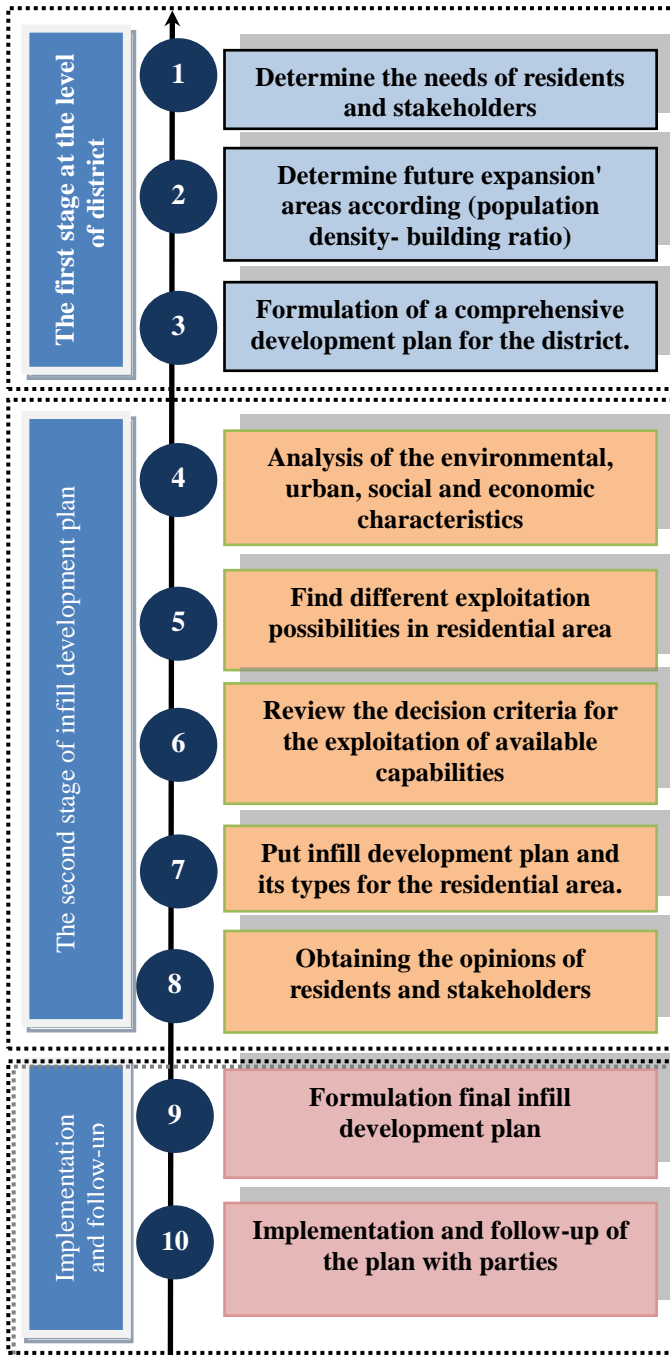 The first stage at the level
of district
1
Determine the needs of residents
and stakeholders
2
Determine future expansion'
areas according (population
density- building ratio)
3
Formulation of a comprehensive
development plan for the district.
The second stage of infill development plan
4
Analysis of the environmental,
urban, social and economic
characteristics
5
Find different exploitation
possibilities in residential area
6
Review the decision criteria for
the exploitation of available
capabilities
7
Put infill development plan and
its types for the residential area.
8
Obtaining the opinions of
residents and stakeholders
Implementation
and follow-up
9
Formulation final infill
development plan
10
Implementation and follow-up of
the plan with parties